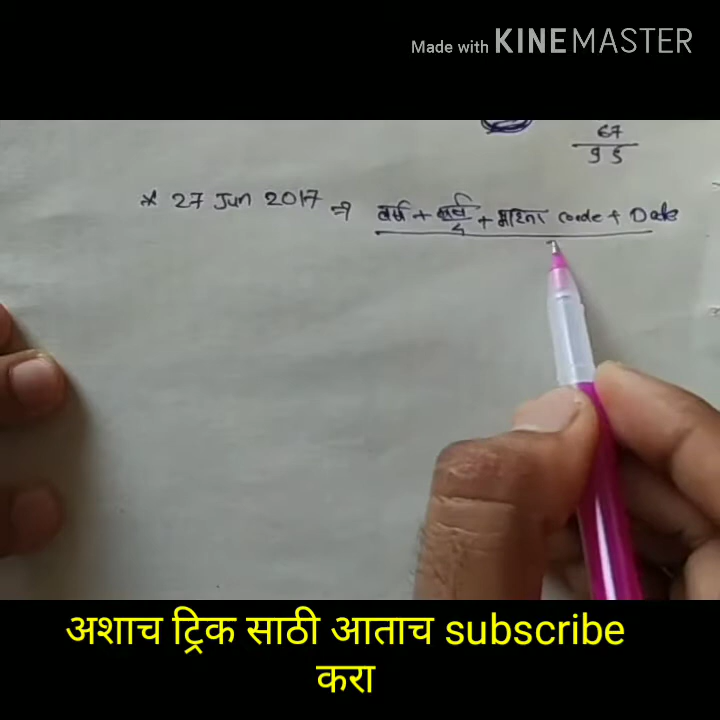 Made with KINEMASTER
67
95
* 27 Jun 2017 ⇒ वर्ष + वर्ष/4 + महिना code + Date
अशाच ट्रिक साठी आताच subscribe
करा